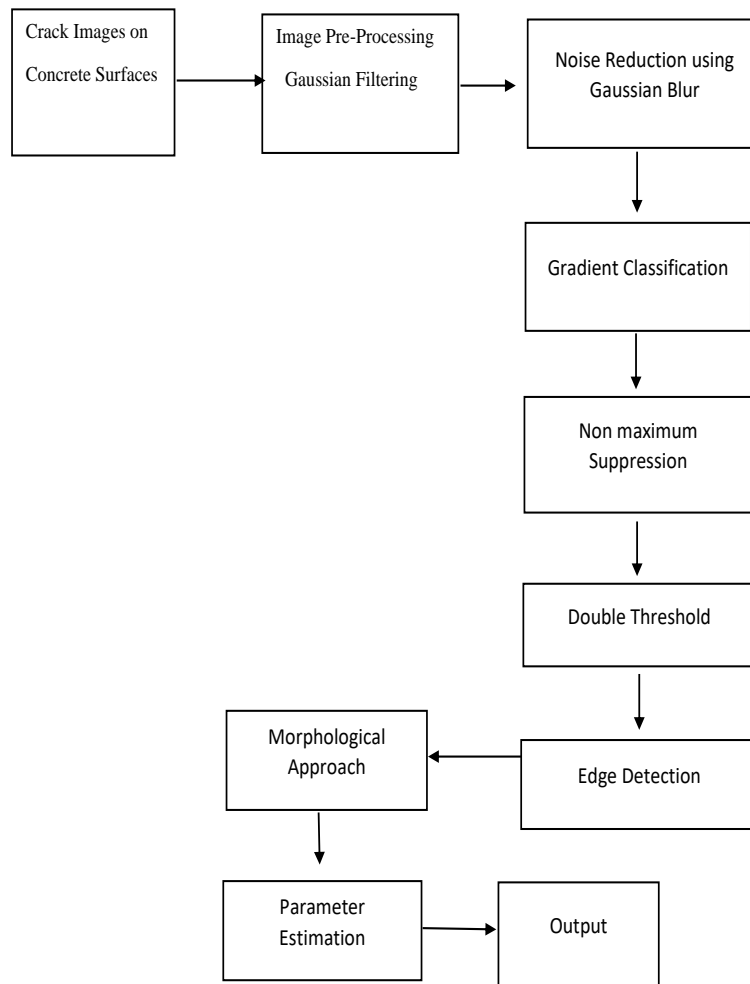 Crack Images on
Concrete Surfaces
Image Pre-Processing
Gaussian Filtering
Noise Reduction using
Gaussian Blur
Gradient Classification
Non maximum
Suppression
Double Threshold
Edge Detection
Morphological
Approach
Parameter
Estimation
Output